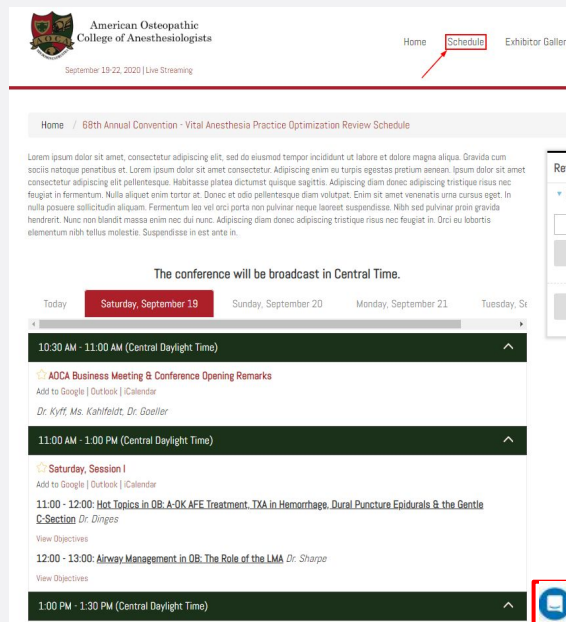 American Osteopathic
College of Anesthesiologists
AOCA
September 19-22, 2020 | Live Streaming
Home Schedule Exhibitor Galler
Home / 68th Annual Convention - Vital Anesthesia Practice Optimization Review Schedule
Lorem ipsum dolor sit amet, consectetur adipiscing elit, sed do eiusmod tempor incididunt ut labore et dolore magna aliqua. Gravida cum
sociis natoque penatibus et. Lorem ipsum dolor sit amet consectetur. Adipiscing enim eu turpis egestas pretium aenean. Ipsum dolor sit amet
consectetur adipiscing elit pellentesque. Habitasse platea dictumst quisque sagittis. Adipiscing diam donec adipiscing tristique risus nec
feugiat in fermentum. Nulla aliquet enim tortor at. Donec et odio pellentesque diam volutpat. Enim sit amet venenatis urna cursus eget. In
nulla posuere sollicitudin aliquam. Fermentum leo vel orci porta non pulvinar neque laoreet suspendisse. Nibh sed pulvinar proin gravida
hendrerit. Nunc non blandit massa enim nec dui nunc. Adipiscing diam donec adipiscing tristique risus nec feugiat in. Orci eu lobortis
elementum nibh tellus molestie. Suspendisse in est ante in.
Re
The conference will be broadcast in Central Time.
Today Saturday, September 19 Sunday, September 20 Monday, September 21 Tuesday, Se
10:30 AM - 11:00 AM (Central Daylight Time)
AOCA Business Meeting & Conference Opening Remarks
Add to Google | Outlook | iCalendar
Dr. Kyff, Ms. Kahlfeldt, Dr. Goeller
11:00 AM - 1:00 PM (Central Daylight Time)
Saturday, Session I
Add to Google | Outlook | iCalendar
11:00 - 12:00: Hot Topics in OB: A-OK AFE Treatment, TXA in Hemorrhage, Dural Puncture Epidurals & the Gentle
C-Section Dr. Dinges
View Objectives
12:00 - 13:00: Airway Management in OB: The Role of the LMA Dr. Sharpe
View Objectives
1:00 PM - 1:30 PM (Central Daylight Time)